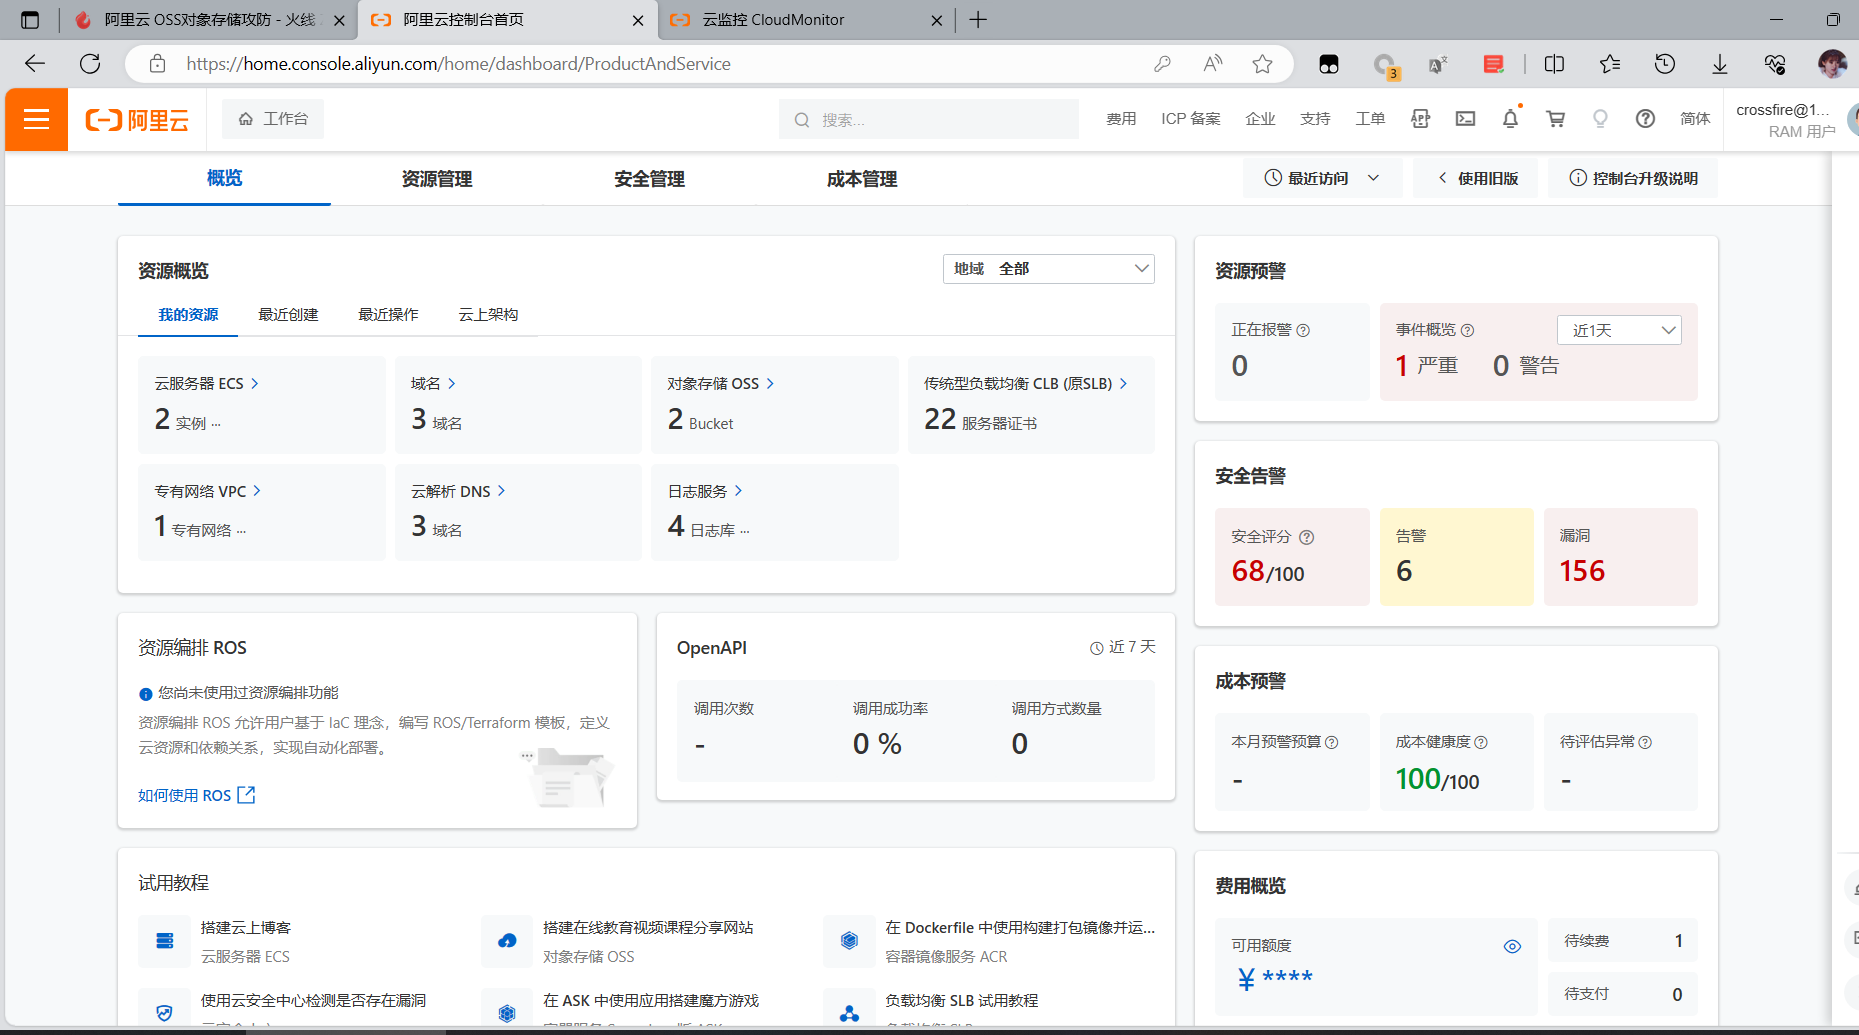 阿里云 OSS对象存储攻防 - 火线
阿里云控制台首页
云监控 CloudMonitor
https://home.console.aliyun.com/home/dashboard/ProductAndService
3
阿里云
工作台
搜索...
费用
ICP 备案
企业
支持
工单
APP
简体
crossfire@1...
RAM 用户
概览
资源管理
安全管理
成本管理
最近访问
使用旧版
控制台升级说明
资源概览
地域 全部
我的资源
最近创建
最近操作
云上架构
云服务器 ECS
2 实例 ...
域名
3 域名
对象存储 OSS
2 Bucket
传统型负载均衡 CLB (原SLB)
22 服务器证书
专有网络 VPC
1 专有网络 ...
云解析 DNS
3 域名
日志服务
4 日志库 ...
资源预警
正在报警
0
事件概览
近1天
1 严重 0 警告
安全告警
安全评分
68/100
告警
6
漏洞
156
资源编排 ROS
您尚未使用过资源编排功能
资源编排 ROS 允许用户基于 IaC 理念，编写 ROS/Terraform 模板，定义
云资源和依赖关系，实现自动化部署。
如何使用 ROS
OpenAPI
近 7 天
调用次数
-
调用成功率
0 %
调用方式数量
0
成本预警
本月预警预算
-
成本健康度
100/100
待评估异常
-
试用教程
搭建云上博客
云服务器 ECS
搭建在线教育视频课程分享网站
对象存储 OSS
在 Dockerfile 中使用构建打包镜像并运...
容器镜像服务 ACR
使用云安全中心检测是否存在漏洞
在 ASK 中使用应用搭建魔方游戏
负载均衡 SLB 试用教程
费用概览
可用额度
¥ ****
待续费 1
待支付 0